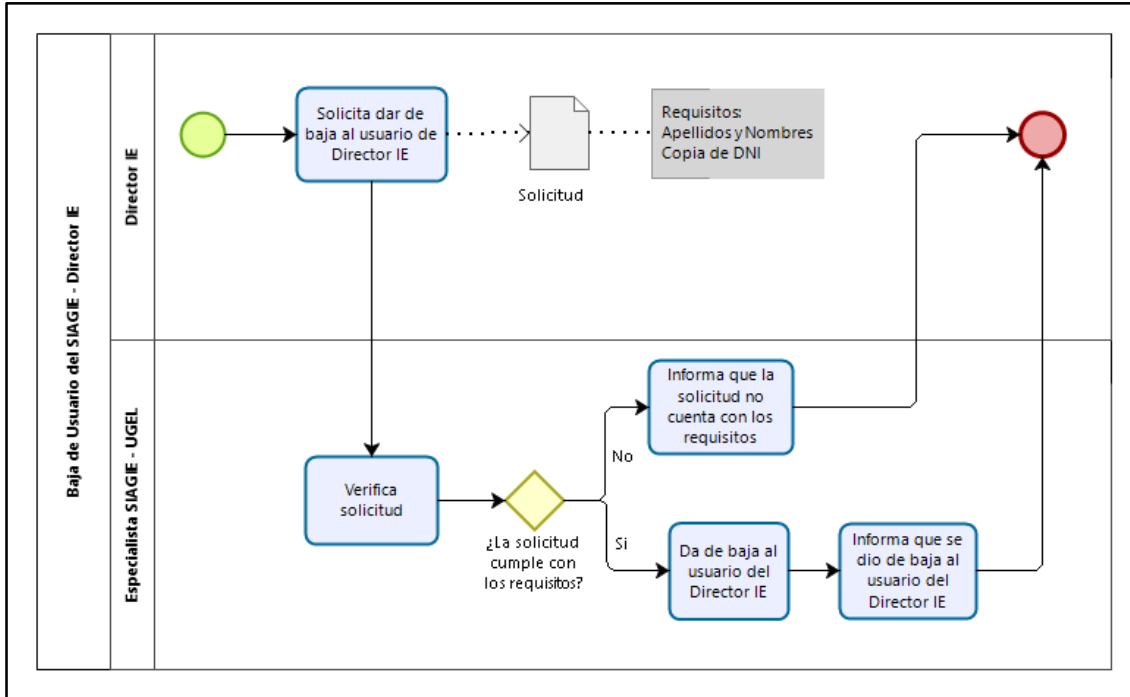 Baja de Usuario del SIAGIE - Director IE
Director IE
Solicita dar de
baja al usuario de
Director IE
Solicitud
Requisitos:
Apellidos y Nombres
Copia de DNI
Especialista SIAGIE - UGEL
Verifica
solicitud
¿La solicitud
cumple con
los requisitos?
No
Informa que la
solicitud no
cuenta con los
requisitos
Si
Da de baja al
usuario del
Director IE
Informa que se
dio de baja al
usuario del
Director IE